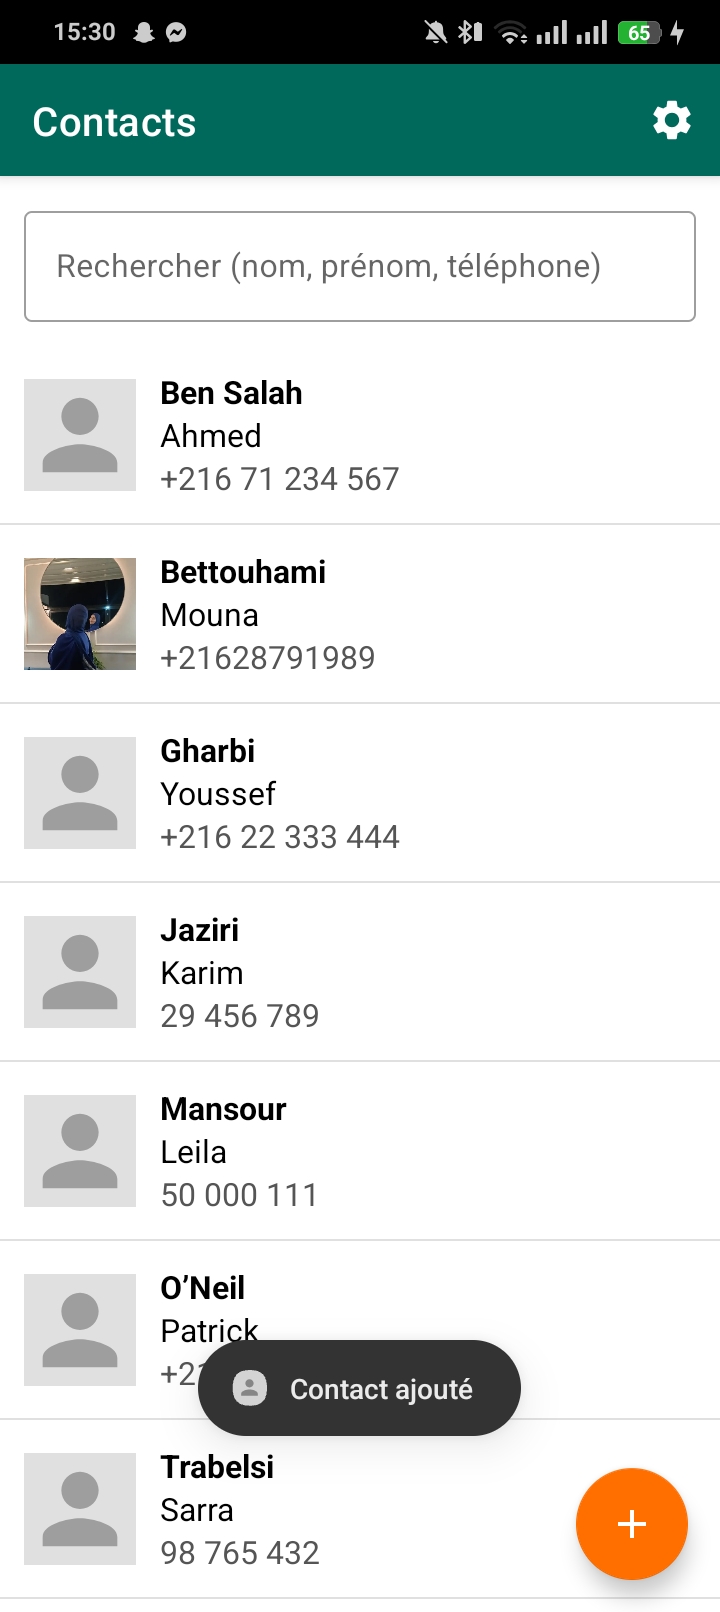 15:30
65
Contacts
Rechercher (nom, prénom, téléphone)
Ben Salah
Ahmed
+216 71 234 567
Bettouhami
Mouna
+21628791989
Gharbi
Youssef
+216 22 333 444
Jaziri
Karim
29 456 789
Mansour
Leila
50 000 111
O’Neil
Patrick
Contact ajouté
Trabelsi
Sarra
98 765 432